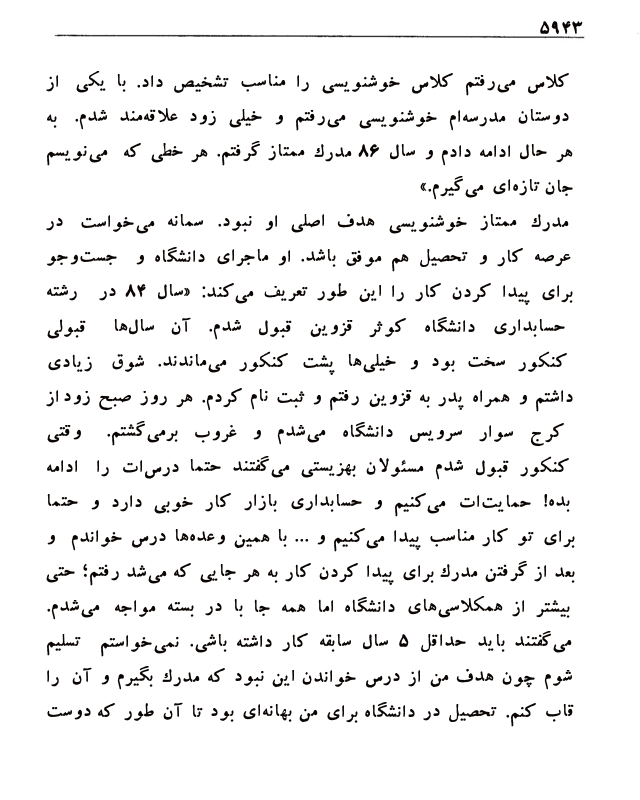 ۵۹۴۳
کلاس می‌رفتم کلاس خوشنویسی را مناسب تشخیص داد. با یکی از
دوستان مدرسه‌ام خوشنویسی می‌رفتم و خیلی زود علاقه‌مند شدم. به
هر حال ادامه دادم و سال ۸۶ مدرك ممتاز گرفتم. هر خطی که می‌نویسم
جان تازه‌ای می‌گیرم.»
مدرك ممتاز خوشنویسی هدف اصلی او نبود. سمانه می‌خواست در
عرصه کار و تحصیل هم موفق باشد. او ماجرای دانشگاه و جست‌وجو
برای پیدا کردن کار را این طور تعریف می‌کند: «سال ۸۴ در رشته
حسابداری دانشگاه کوثر قزوین قبول شدم. آن سال‌ها قبولی
کنکور سخت بود و خیلی‌ها پشت کنکور می‌ماندند. شوق زیادی
داشتم و همراه پدر به قزوین رفتم و ثبت نام کردم. هر روز صبح زود از
کرج سوار سرویس دانشگاه می‌شدم و غروب برمی‌گشتم. وقتی
کنکور قبول شدم مسئولان بهزیستی می‌گفتند حتما درس‌ات را ادامه
بده! حمایت‌ات می‌کنیم و حسابداری بازار کار خوبی دارد و حتما
برای تو کار مناسب پیدا می‌کنیم و ... با همین وعده‌ها درس خواندم و
بعد از گرفتن مدرك برای پیدا کردن کار به هر جایی که می‌شد رفتم؛ حتی
بیشتر از همکلاسی‌های دانشگاه اما همه جا با در بسته مواجه می‌شدم.
می‌گفتند باید حداقل ۵ سال سابقه کار داشته باشی. نمی‌خواستم تسلیم
شوم چون هدف من از درس خواندن این نبود که مدرك بگیرم و آن را
قاب کنم. تحصیل در دانشگاه برای من بهانه‌ای بود تا آن طور که دوست